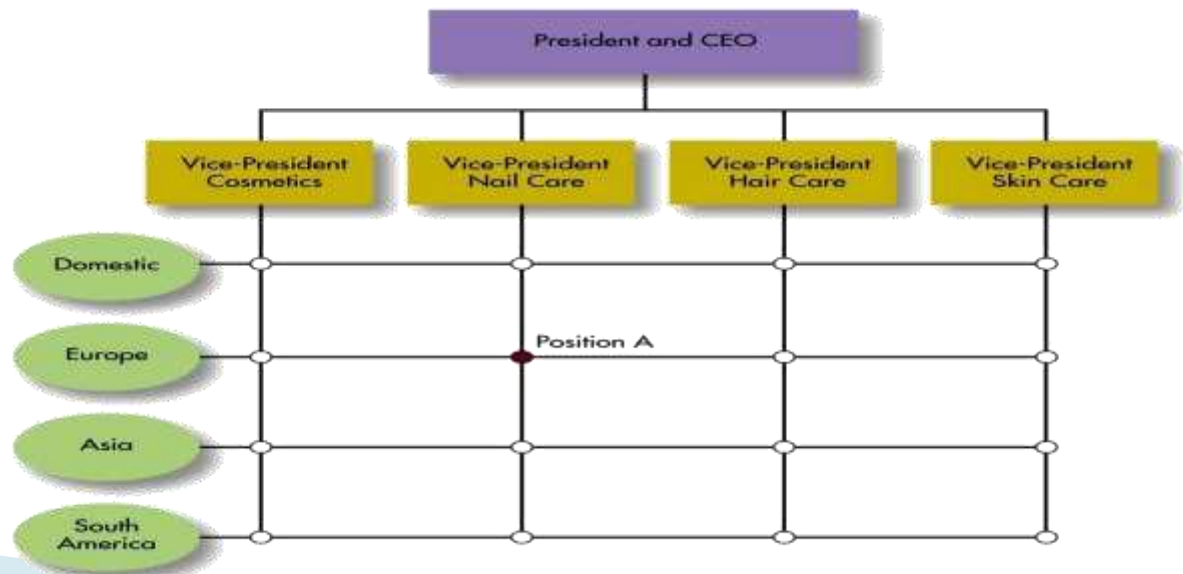 President and CEO
Vice-President
Cosmetics
Vice-President
Nail Care
Vice-President
Hair Care
Vice-President
Skin Care
Domestic
Europe
Position A
Asia
South
America